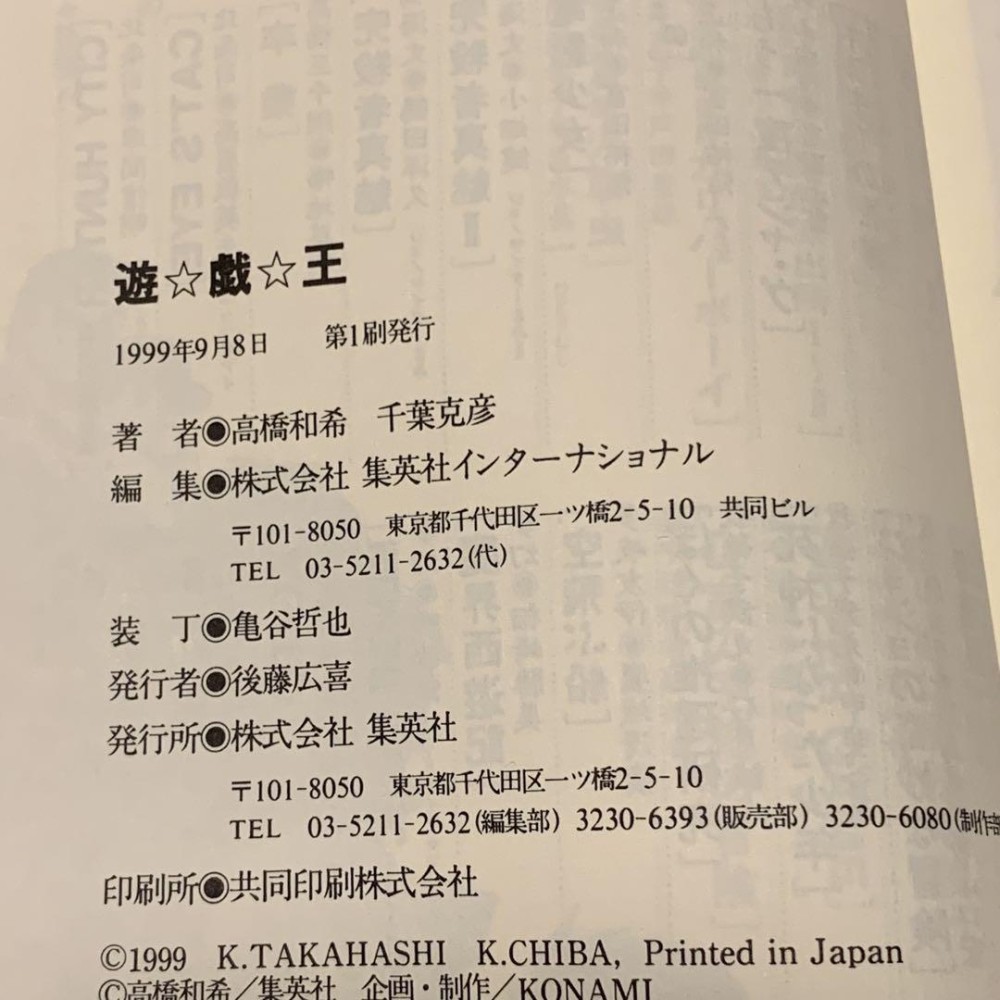 遊☆戯☆王
1999年9月8日　第1刷発行
著　者◉高橋和希　千葉克彦
編　集◉株式会社 集英社インターナショナル
〒101-8050　東京都千代田区一ツ橋2-5-10　共同ビル
TEL　03-5211-2632(代)
装　丁◉亀谷哲也
発行者◉後藤広喜
発行所◉株式会社 集英社
〒101-8050　東京都千代田区一ツ橋2-5-10
TEL　03-5211-2632(編集部) 3230-6393(販売部) 3230-6080(制作部
印刷所◉共同印刷株式会社
©1999　K.TAKAHASHI　K.CHIBA, Printed in Japan
©高橋和希／集英社　企画・制作／KONAMI